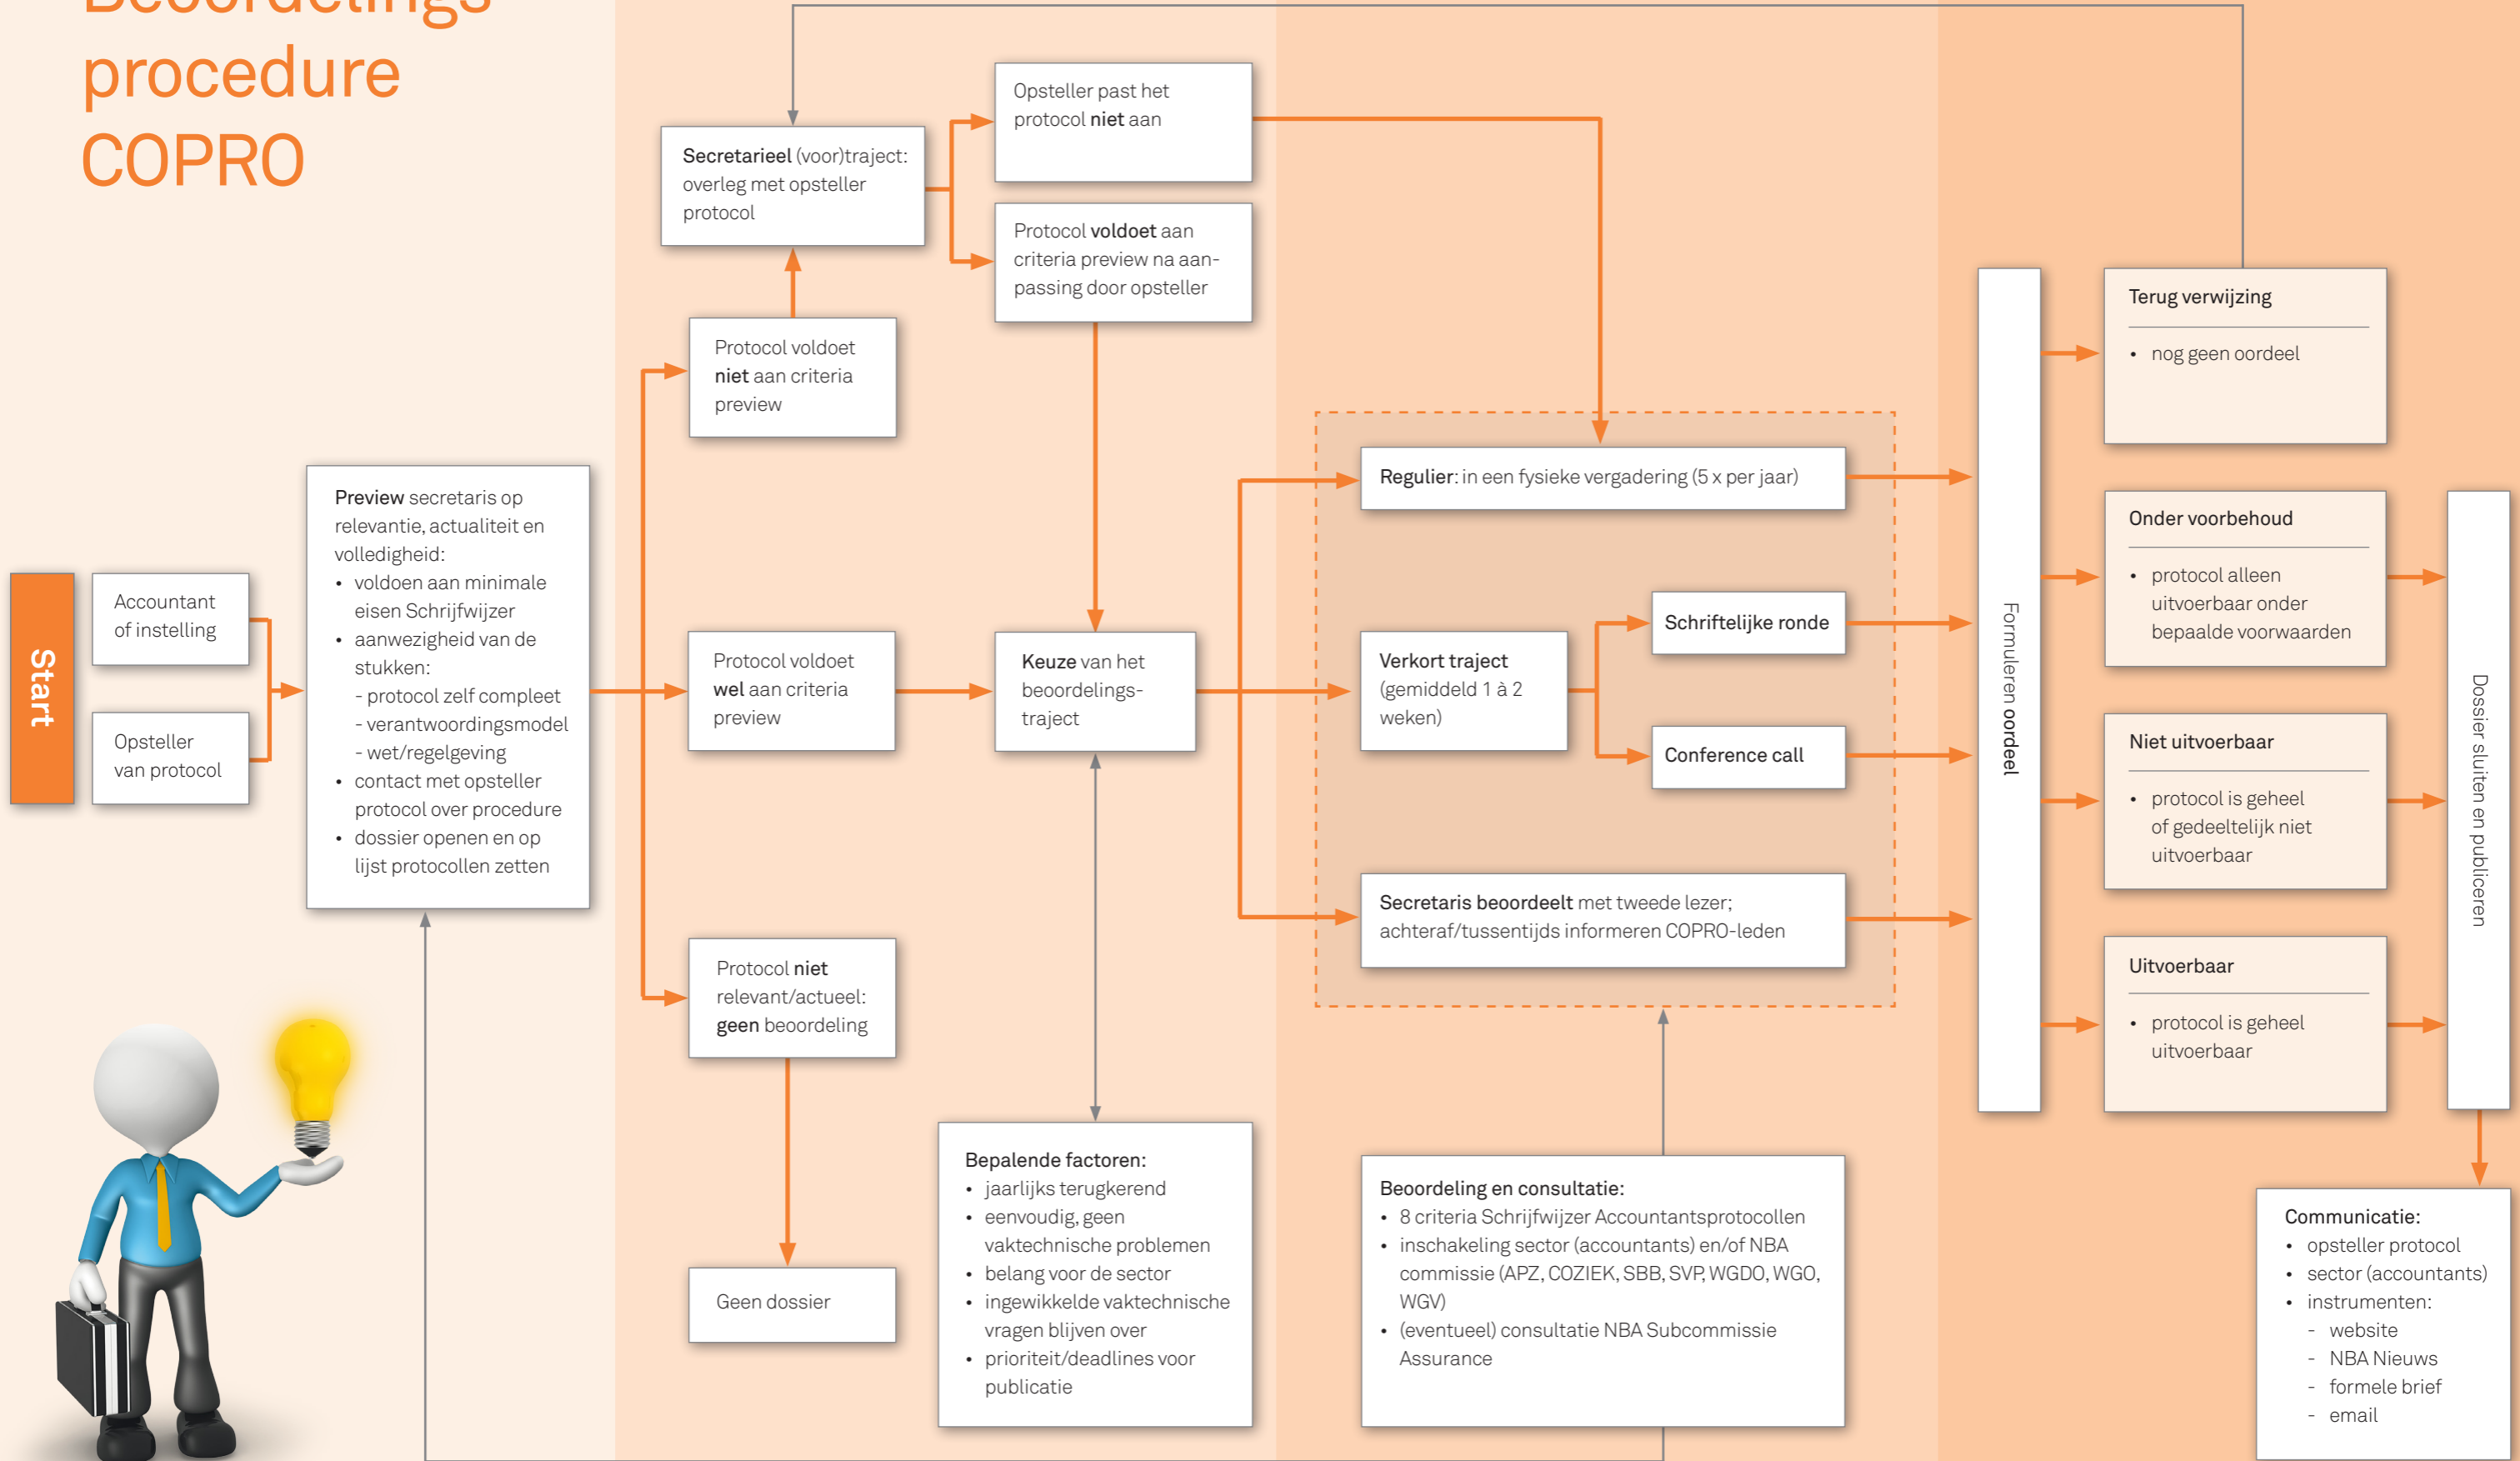 Beoordelings
procedure
COPRO
Start
Accountant
of instelling
Opsteller
van protocol
Preview secretaris op
relevantie, actualiteit en
volledigheid:
• voldoen aan minimale
eisen Schrijfwijzer
• aanwezigheid van de
stukken:
- protocol zelf compleet
- verantwoordingsmodel
- wet/regelgeving
• contact met opsteller
protocol over procedure
• dossier openen en op
lijst protocollen zetten
Secretarieel (voor)traject:
overleg met opsteller
protocol
Protocol voldoet
niet aan criteria
preview
Protocol voldoet
wel aan criteria
preview
Protocol niet
relevant/actueel:
geen beoordeling
Geen dossier
Opsteller past het
protocol niet aan
Protocol voldoet aan
criteria preview na aan-
passing door opsteller
Keuze van het
beoordelings-
traject
Bepalende factoren:
• jaarlijks terugkerend
• eenvoudig, geen
vaktechnische problemen
• belang voor de sector
• ingewikkelde vaktechnische
vragen blijven over
• prioriteit/deadlines voor
publicatie
Regulier: in een fysieke vergadering (5 x per jaar)
Verkort traject
(gemiddeld 1 à 2
weken)
Schriftelijke ronde
Conference call
Secretaris beoordeelt met tweede lezer;
achteraf/tussentijds informeren COPRO-leden
Beoordeling en consultatie:
• 8 criteria Schrijfwijzer Accountantsprotocollen
• inschakeling sector (accountants) en/of NBA
commissie (APZ, COZIEK, SBB, SVP, WGDO, WGO,
WGV)
• (eventueel) consultatie NBA Subcommissie
Assurance
Formuleren oordeel
Terug verwijzing
• nog geen oordeel
Onder voorbehoud
• protocol alleen
uitvoerbaar onder
bepaalde voorwaarden
Niet uitvoerbaar
• protocol is geheel
of gedeeltelijk niet
uitvoerbaar
Uitvoerbaar
• protocol is geheel
uitvoerbaar
Dossier sluiten en publiceren
Communicatie:
• opsteller protocol
• sector (accountants)
• instrumenten:
- website
- NBA Nieuws
- formele brief
- email